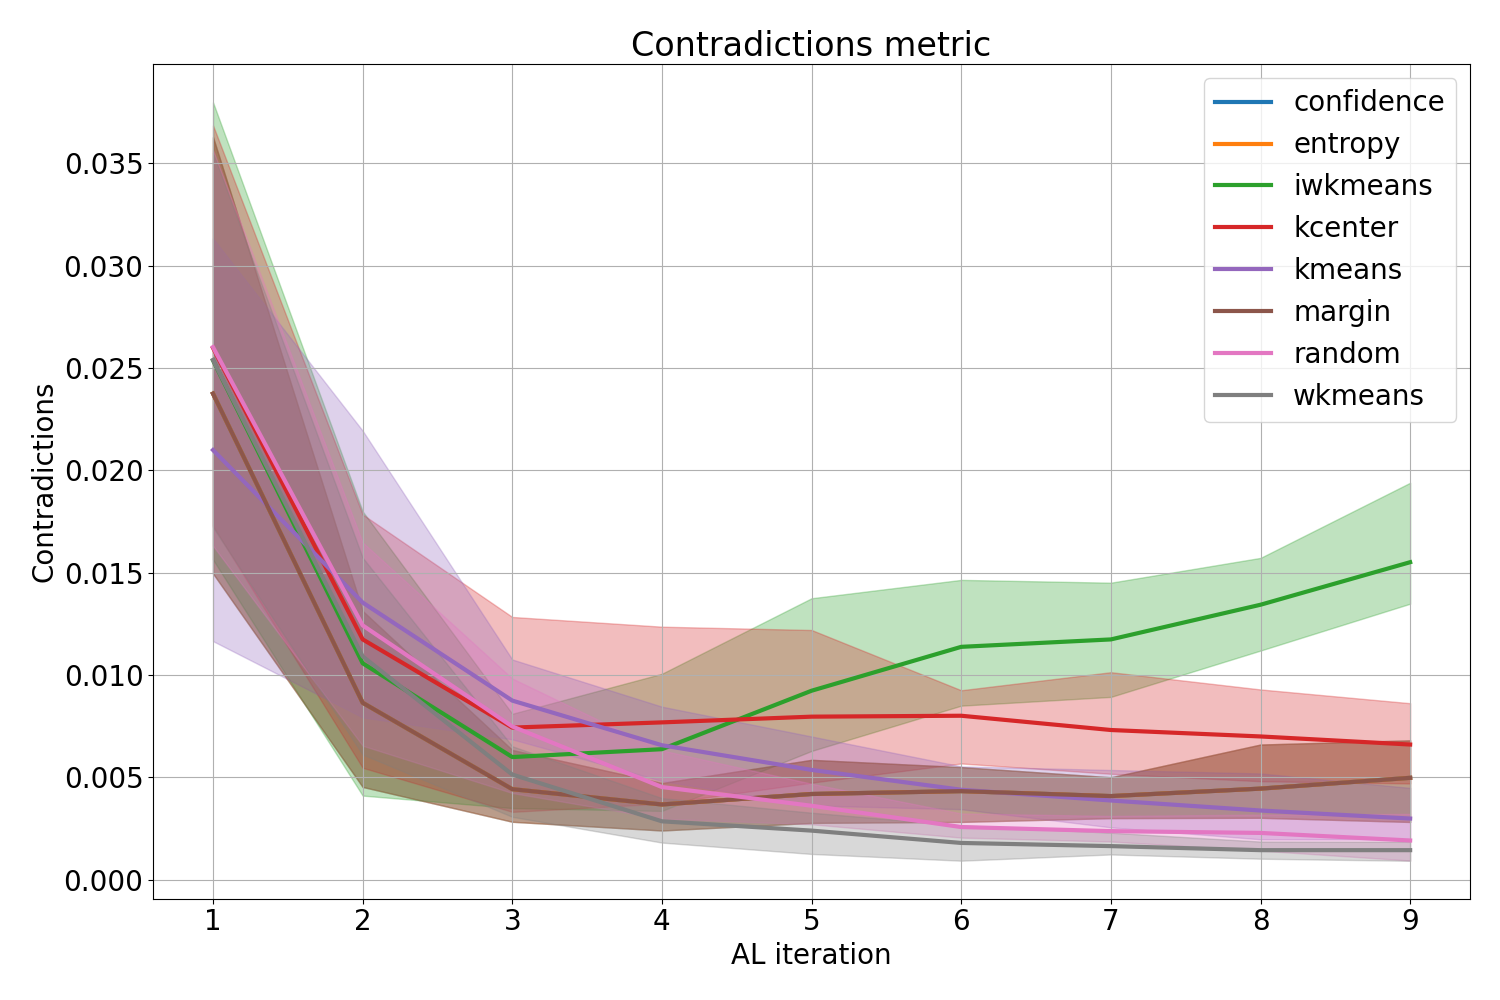 Contradictions metric
confidence
entropy
iwkmeans
kcenter
kmeans
margin
random
wkmeans
Contradictions
0.035
0.030
0.025
0.020
0.015
0.010
0.005
0.000
1 2 3 4 5 6 7 8 9
AL iteration